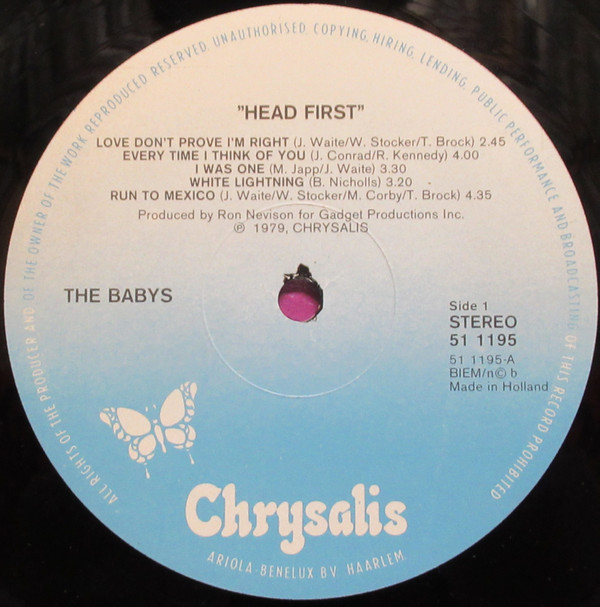 ALL RIGHTS OF THE PRODUCER AND OF THE OWNER OF THE WORK REPRODUCED RESERVED. UNAUTHORISED, COPYING, HIRING, LENDING, PUBLIC PERFORMANCE AND BROADCASTING OF THIS RECORD PROHIBITED
"HEAD FIRST"
LOVE DON'T PROVE I'M RIGHT (J. Waite/W. Stocker/T. Brock) 2.45
EVERY TIME I THINK OF YOU (J. Conrad/R. Kennedy) 4.00
I WAS ONE (M. Japp/J. Waite) 3.30
WHITE LIGHTNING (B. Nicholls) 3.20
RUN TO MEXICO (J. Waite/W. Stocker/M. Corby/T. Brock) 4.35
Produced by Ron Nevison for Gadget Productions Inc.
℗ 1979, CHRYSALIS
THE BABYS
Side 1
STEREO
51 1195
51 1195-A
BIEM/n© b
Made in Holland
Chrysalis
ARIOLA-BENELUX BV HAARLEM.